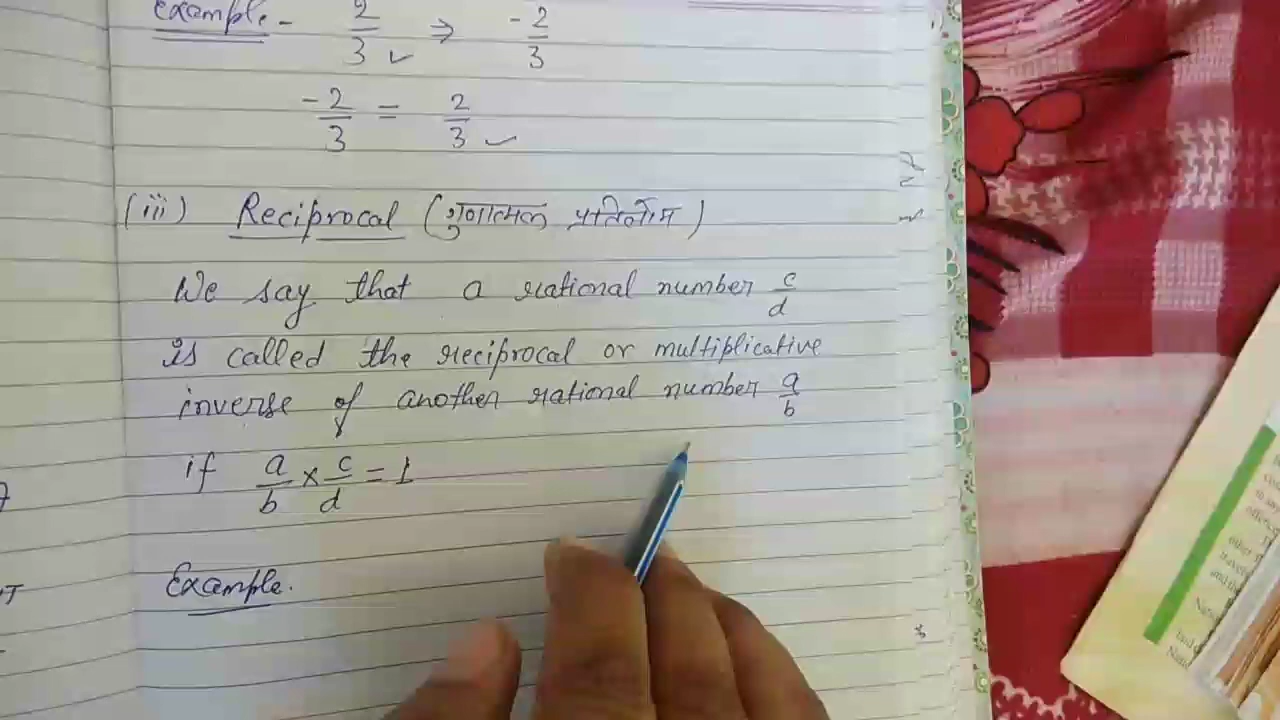 Example - 2/3 ⇒ -2/3
-2/3 = 2/3
(iii) Reciprocal (गुणात्मक प्रतिलोम)
We say that a rational number c/d
is called the reciprocal or multiplicative
inverse of another rational number a/b
if a/b × c/d = 1
Example.